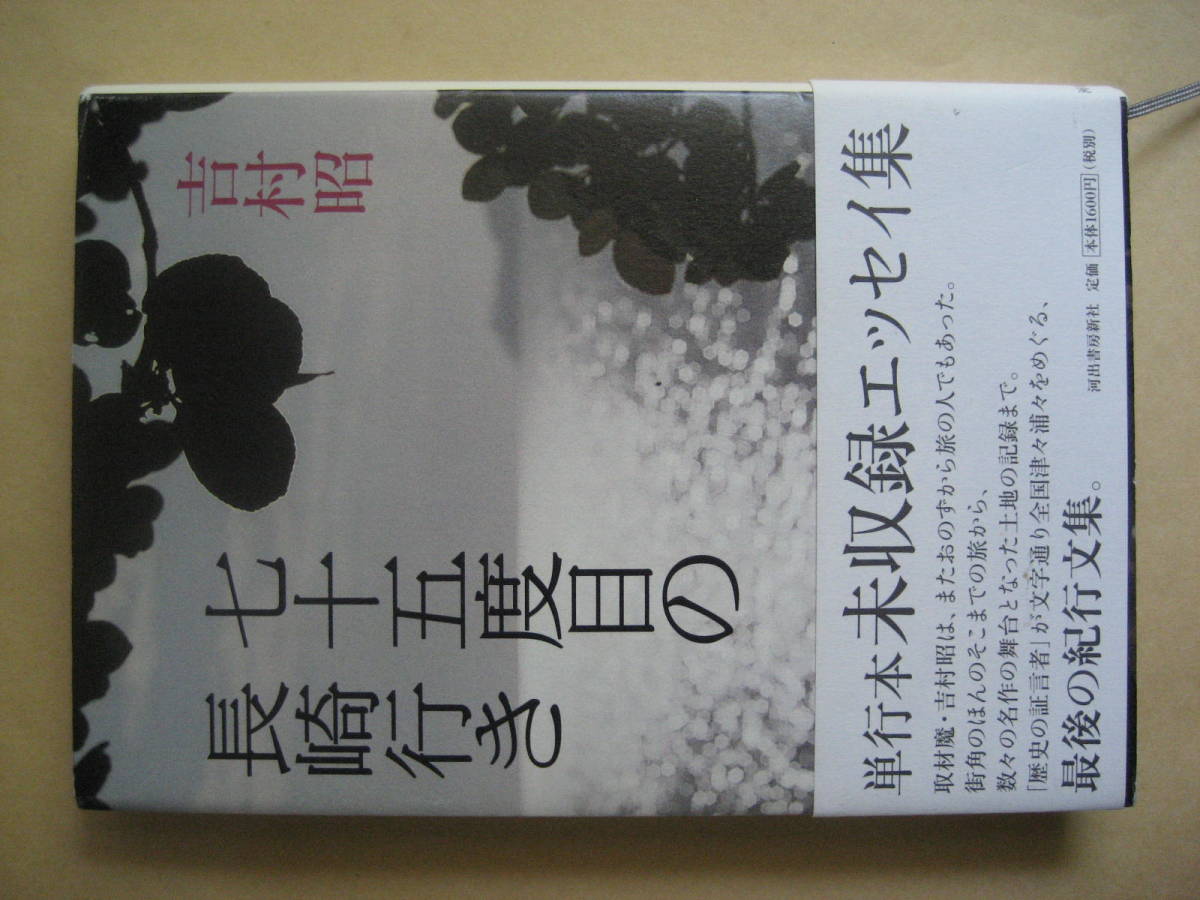 吉村昭
七十五度目の
長崎行き
単行本未収録エッセイ集
取材魔・吉村昭は、またおのずから旅の人でもあった。
街角のほんのそこまでの旅から、
数々の名作の舞台となった土地の記録まで。
「歴史の証言者」が文字通り全国津々浦々をめぐる、
最後の紀行文集。
河出書房新社 定価 本体1600円(税別)